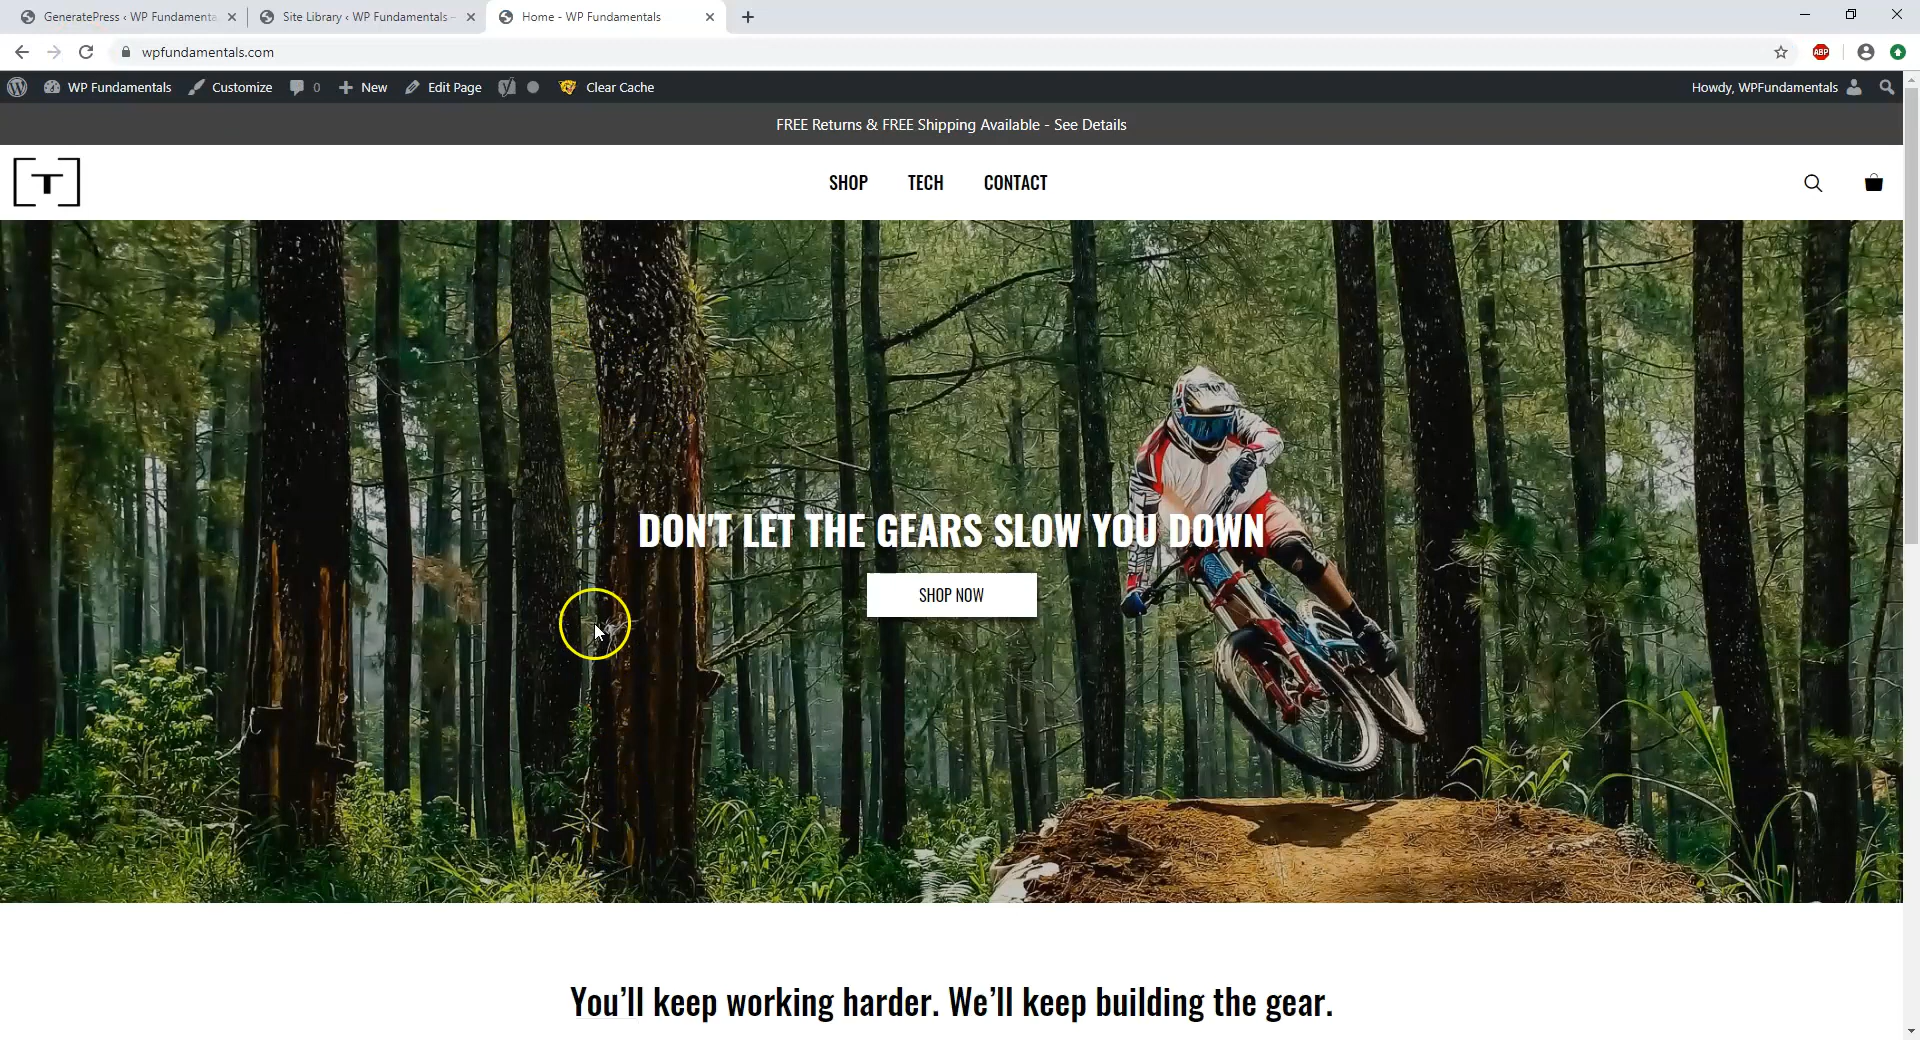 GeneratePress ‹ WP Fundamenta
Site Library ‹ WP Fundamentals –
Home - WP Fundamentals
wpfundamentals.com
ABP
WP Fundamentals
Customize
0
New
Edit Page
Clear Cache
Howdy, WPFundamentals
FREE Returns & FREE Shipping Available - See Details
[T]
SHOP
TECH
CONTACT
DON'T LET THE GEARS SLOW YOU DOWN
SHOP NOW
You’ll keep working harder. We’ll keep building the gear.